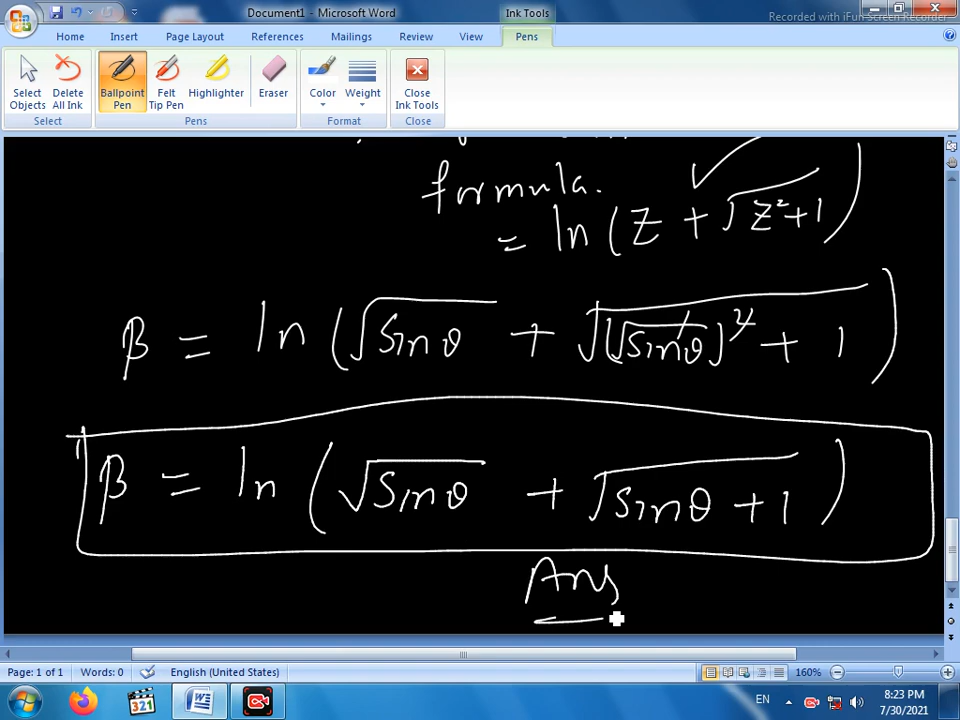 Document1 - Microsoft Word
Ink Tools
Recorded with iFun Screen Recorder
Home Insert Page Layout References Mailings Review View Pens
Select Objects
Delete All Ink
Ballpoint Pen
Felt Tip Pen
Highlighter
Eraser
Color
Weight
Close Ink Tools
Select Pens Format Close
formula.
= ln (z + √z²+1)
β = ln (√sinθ + √(√sinθ)² + 1)
β = ln (√sinθ + √sinθ + 1)
Ans
Page: 1 of 1 Words: 0 English (United States) 160%
321
EN
8:23 PM
7/30/2021